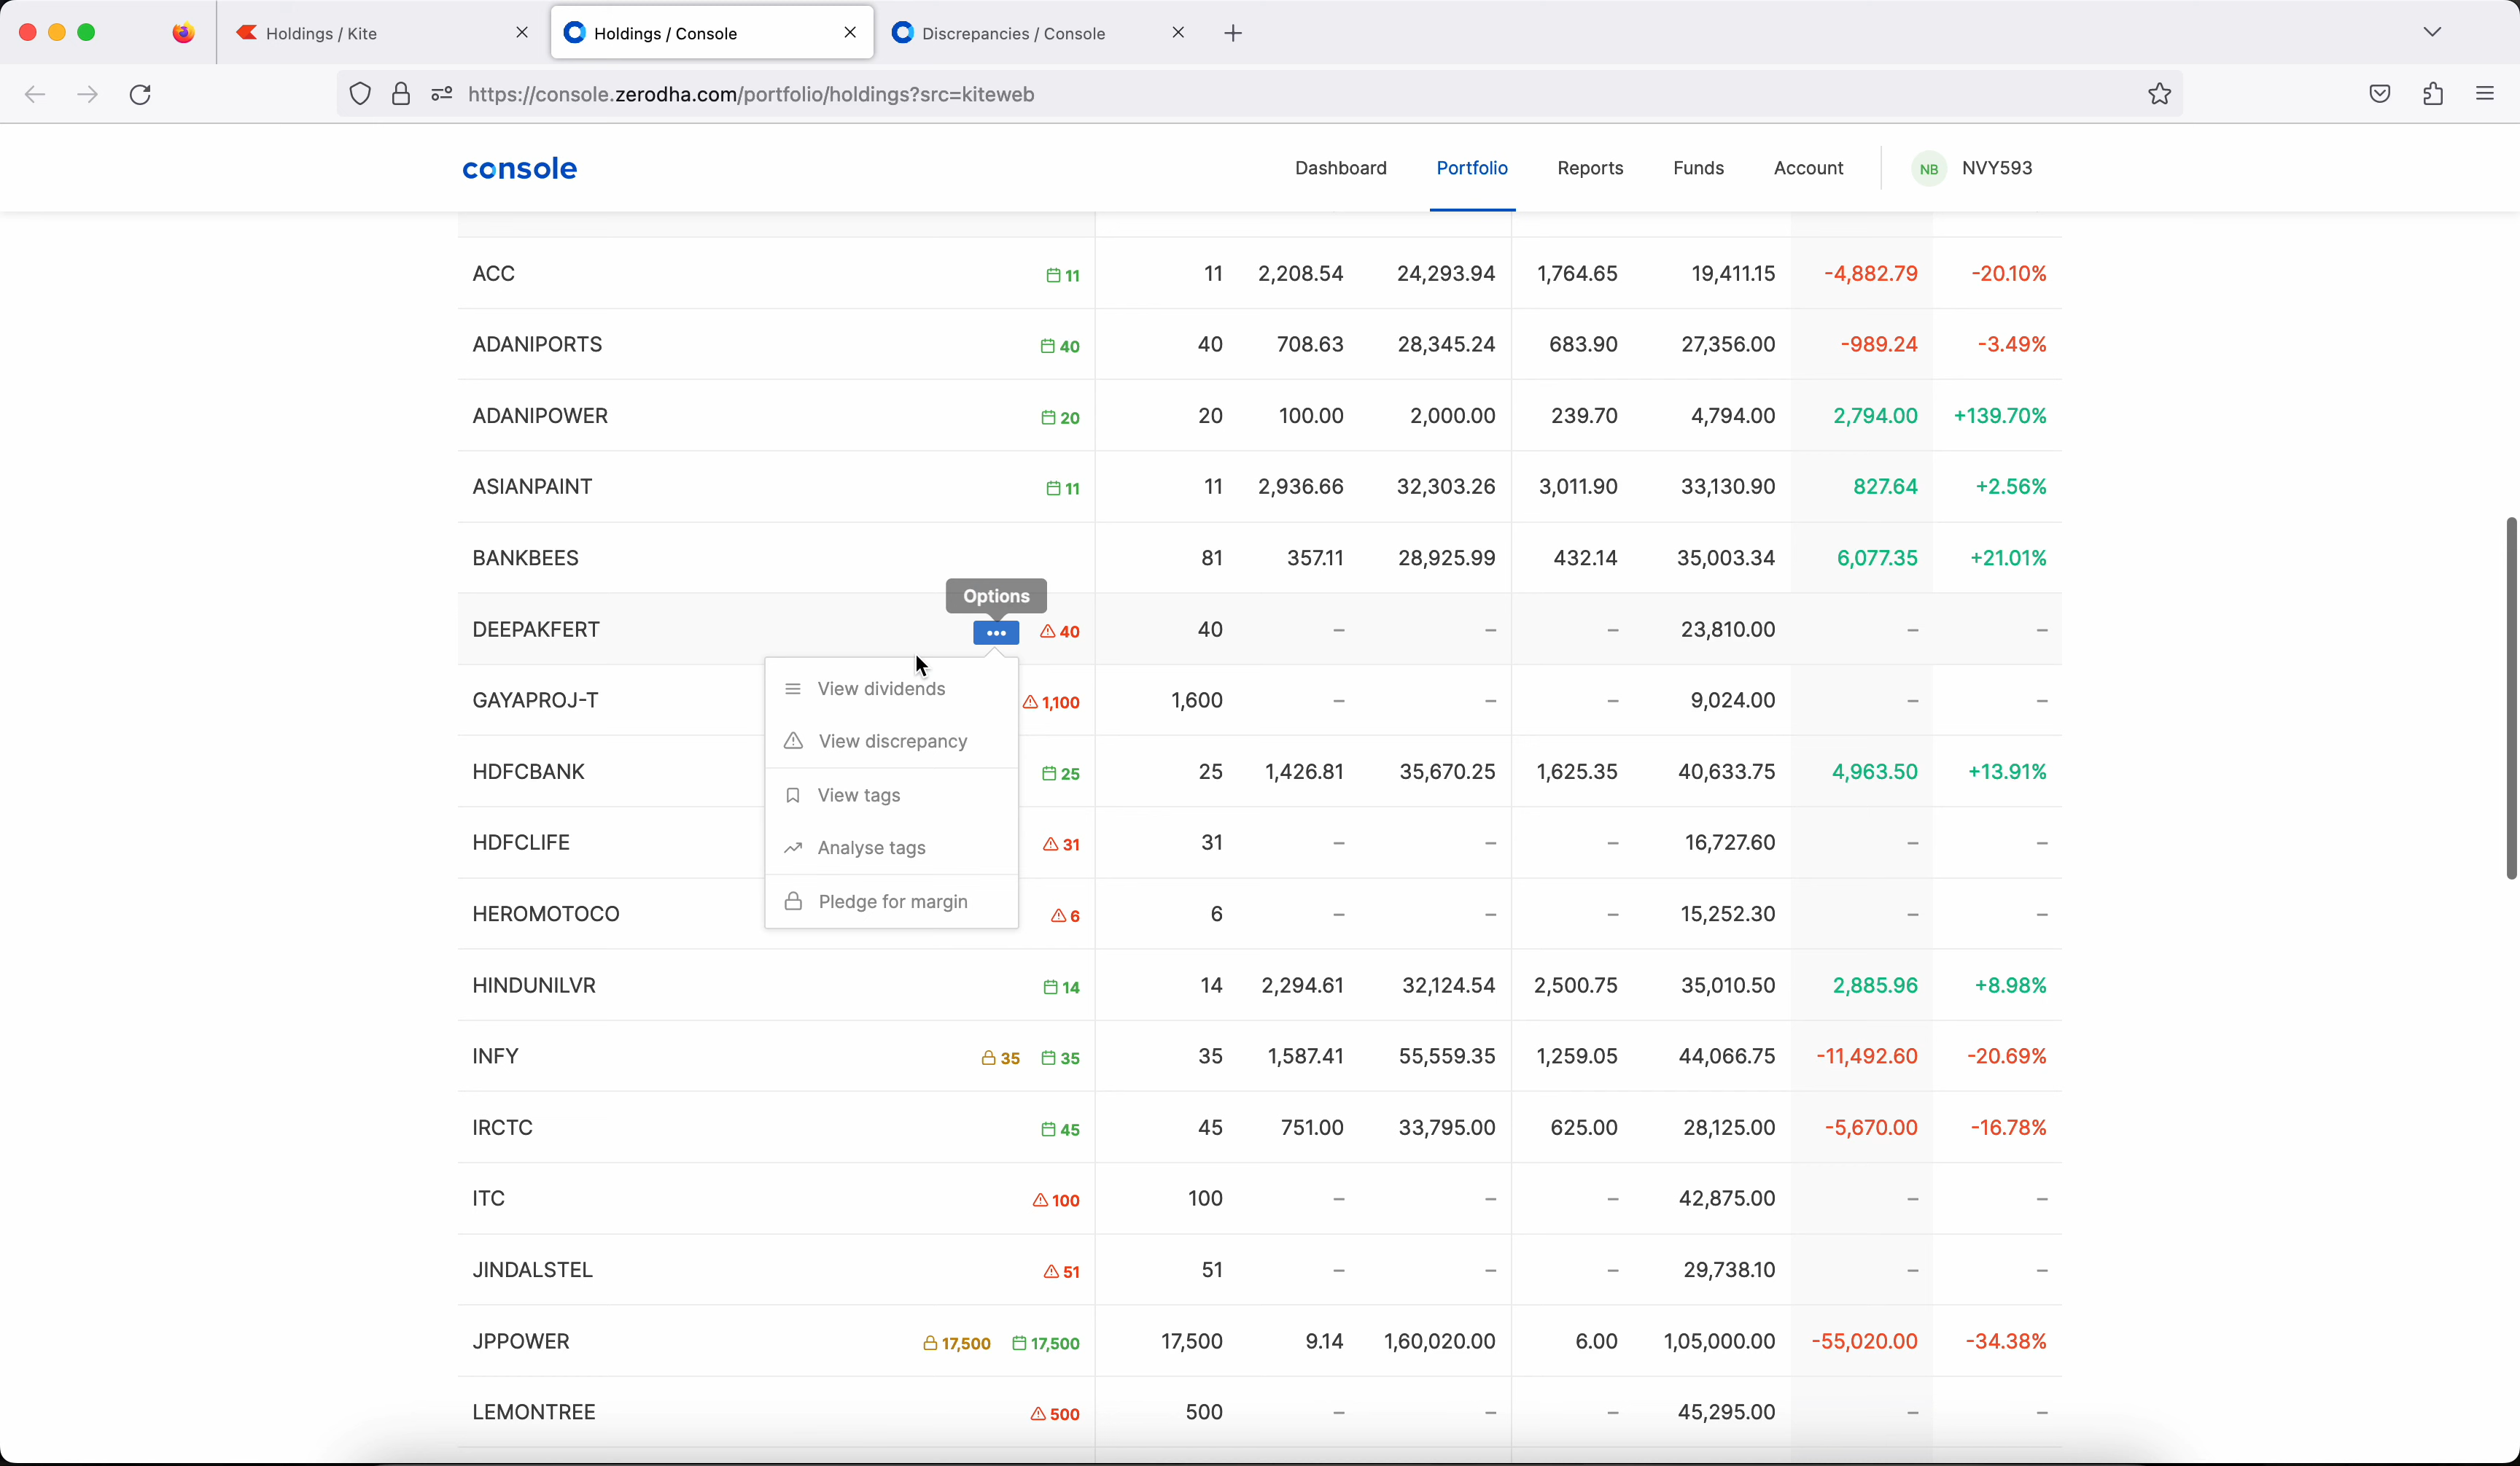 Holdings / Kite
Holdings / Console
Discrepancies / Console
https://console.zerodha.com/portfolio/holdings?src=kiteweb
console
Dashboard Portfolio Reports Funds Account NB NVY593
ACC 11 11 2,208.54 24,293.94 1,764.65 19,411.15 -4,882.79 -20.10%
ADANIPORTS 40 40 708.63 28,345.24 683.90 27,356.00 -989.24 -3.49%
ADANIPOWER 20 20 100.00 2,000.00 239.70 4,794.00 2,794.00 +139.70%
ASIANPAINT 11 11 2,936.66 32,303.26 3,011.90 33,130.90 827.64 +2.56%
BANKBEES 81 357.11 28,925.99 432.14 35,003.34 6,077.35 +21.01%
Options
DEEPAKFERT ••• 40 40 – – – 23,810.00 – –
View dividends
GAYAPROJ-T 1,100 1,600 – – – 9,024.00 – –
View discrepancy
HDFCBANK 25 25 1,426.81 35,670.25 1,625.35 40,633.75 4,963.50 +13.91%
View tags
HDFCLIFE 31 31 – – – 16,727.60 – –
Analyse tags
Pledge for margin
HEROMOTOCO 6 6 – – – 15,252.30 – –
HINDUNILVR 14 14 2,294.61 32,124.54 2,500.75 35,010.50 2,885.96 +8.98%
INFY 35 35 35 1,587.41 55,559.35 1,259.05 44,066.75 -11,492.60 -20.69%
IRCTC 45 45 751.00 33,795.00 625.00 28,125.00 -5,670.00 -16.78%
ITC 100 100 – – – 42,875.00 – –
JINDALSTEL 51 51 – – – 29,738.10 – –
JPPOWER 17,500 17,500 17,500 9.14 1,60,020.00 6.00 1,05,000.00 -55,020.00 -34.38%
LEMONTREE 500 500 – – – 45,295.00 – –